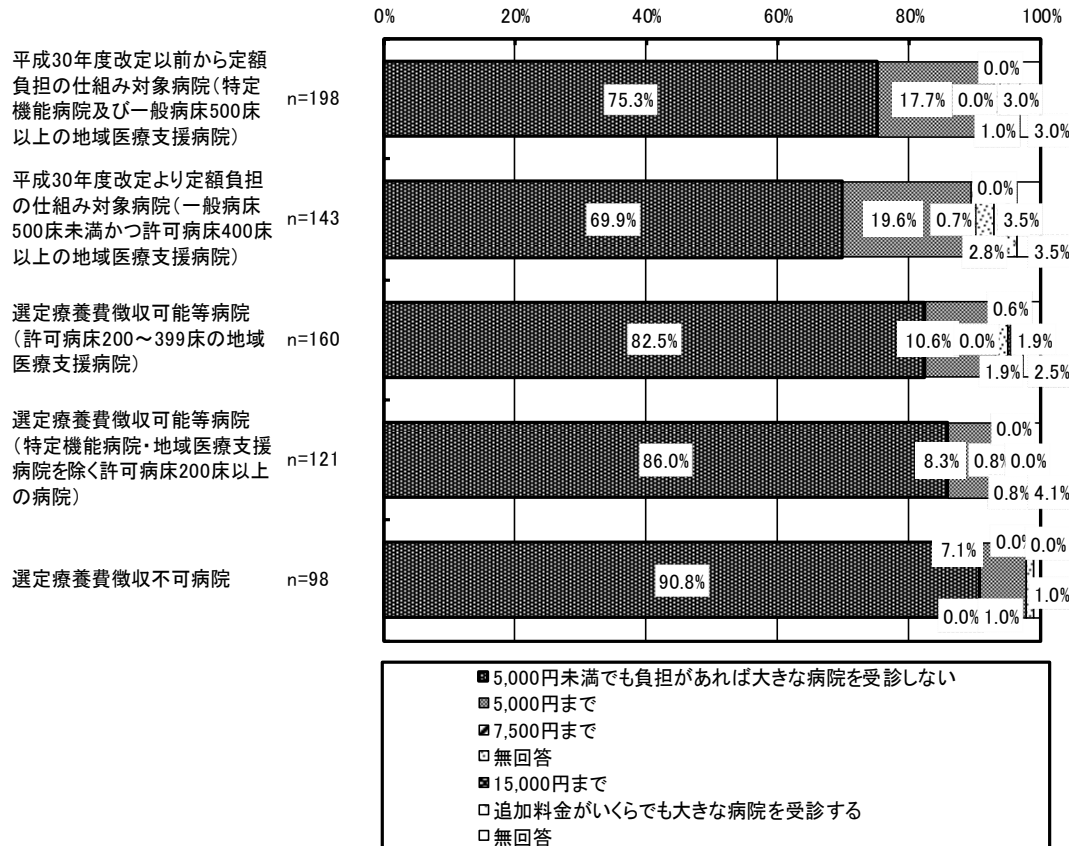 0% 20% 40% 60% 80% 100%
平成30年度改定以前から定額
負担の仕組み対象病院(特定
機能病院及び一般病床500床
以上の地域医療支援病院)
n=198
75.3% 17.7% 0.0% 1.0% 0.0% 3.0% 3.0%
平成30年度改定より定額負担
の仕組み対象病院(一般病床
500床未満かつ許可病床400床
以上の地域医療支援病院)
n=143
69.9% 19.6% 0.7% 2.8% 0.0% 3.5% 3.5%
選定療養費徴収可能等病院
(許可病床200~399床の地域
医療支援病院)
n=160
82.5% 10.6% 0.0% 1.9% 0.6% 1.9% 2.5%
選定療養費徴収可能等病院
(特定機能病院・地域医療支援
病院を除く許可病床200床以上
の病院)
n=121
86.0% 8.3% 0.8% 0.8% 0.0% 0.0% 4.1%
選定療養費徴収不可病院
n=98
90.8% 7.1% 0.0% 1.0% 0.0% 0.0% 1.0%
5,000円未満でも負担があれば大きな病院を受診しない
5,000円まで
7,500円まで
無回答
15,000円まで
追加料金がいくらでも大きな病院を受診する
無回答